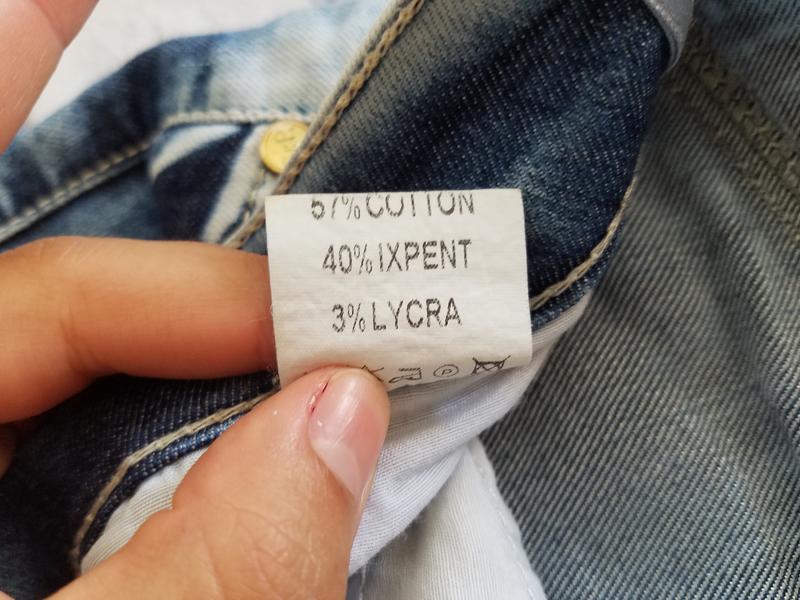 57% COTTON
40% IXPENT
3% LYCRA
P